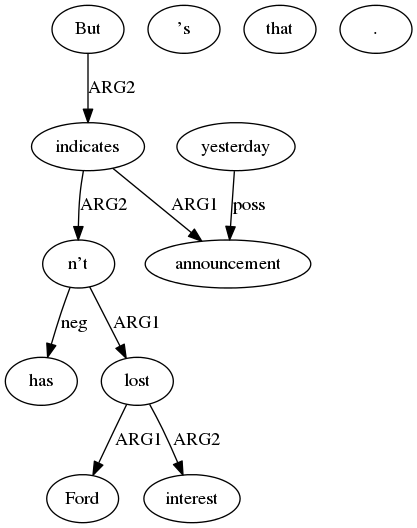 But ’s that .
ARG2
indicates yesterday
ARG2 ARG1 poss
n’t announcement
neg ARG1
has lost
ARG1 ARG2
Ford interest